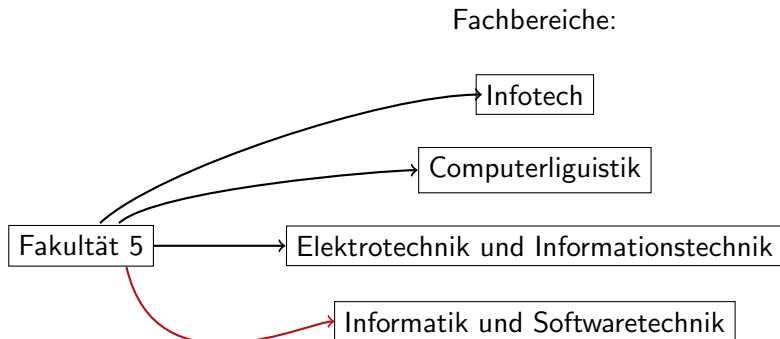 Fachbereiche:
Infotech
Computerliguistik
Fakultät 5
Elektrotechnik und Informationstechnik
Informatik und Softwaretechnik